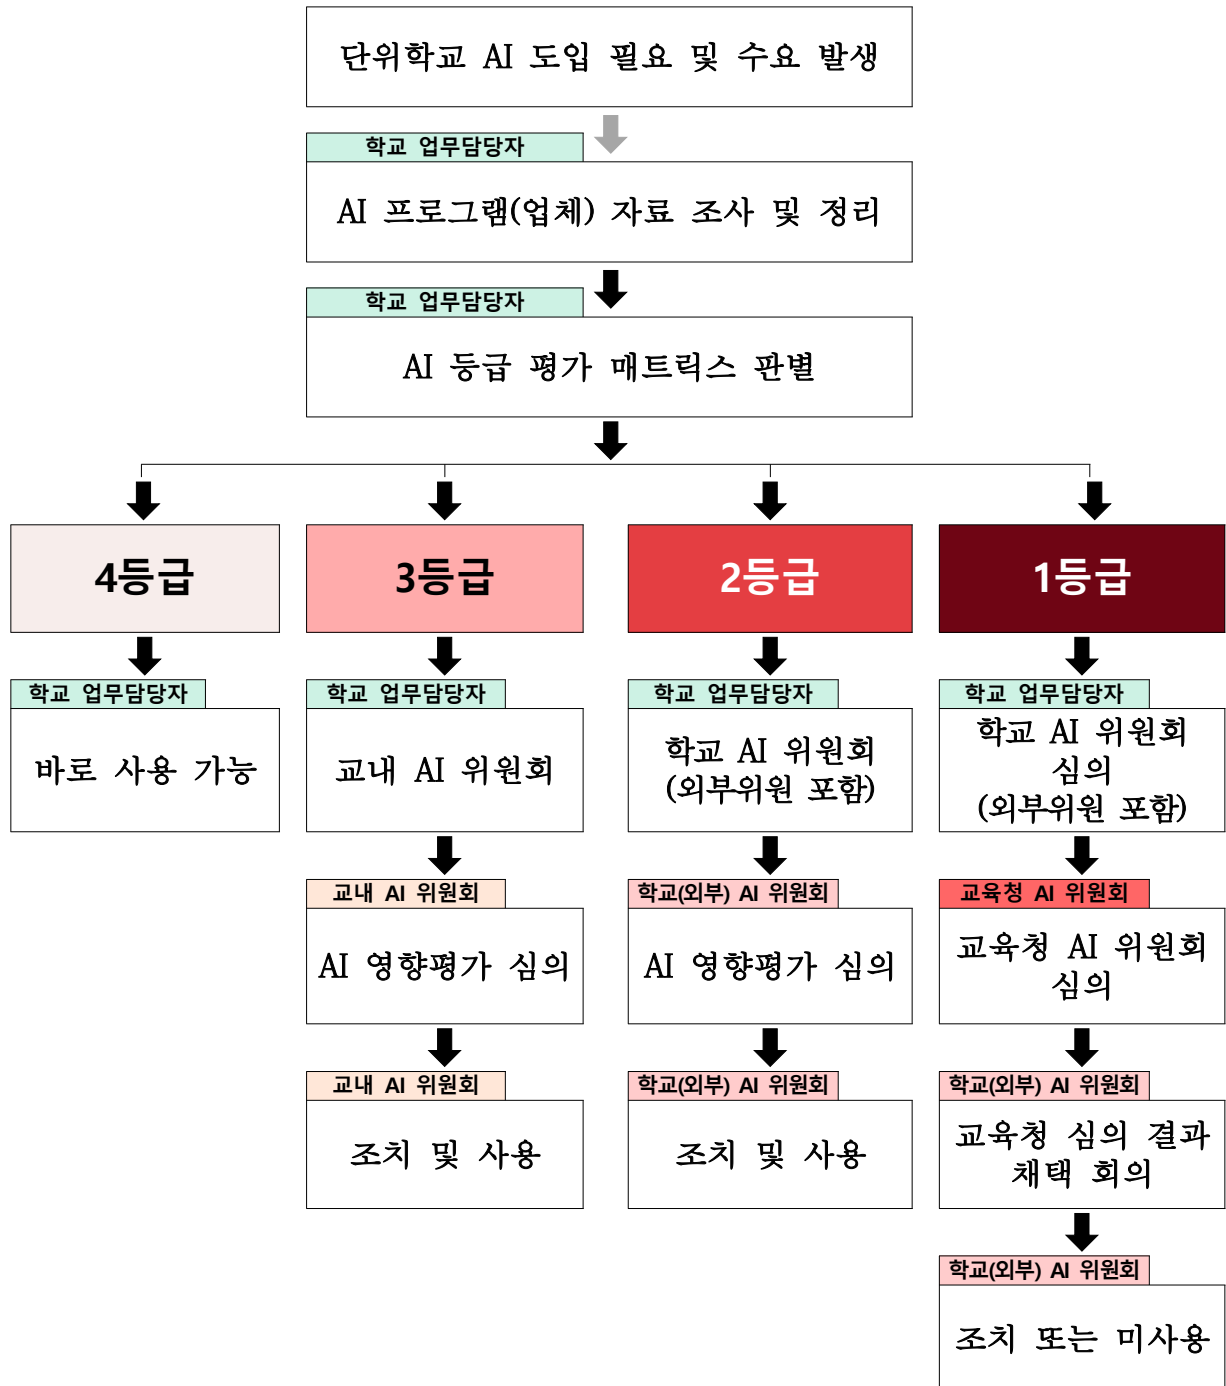 단위학교 AI 도입 필요 및 수요 발생
학교 업무담당자
AI 프로그램(업체) 자료 조사 및 정리
학교 업무담당자
AI 등급 평가 매트릭스 판별
4등급
3등급
2등급
1등급
학교 업무담당자
학교 업무담당자
학교 업무담당자
학교 업무담당자
바로 사용 가능
교내 AI 위원회
학교 AI 위원회
(외부위원 포함)
학교 AI 위원회
심의
(외부위원 포함)
교내 AI 위원회
학교(외부) AI 위원회
교육청 AI 위원회
AI 영향평가 심의
AI 영향평가 심의
교육청 AI 위원회
심의
교내 AI 위원회
학교(외부) AI 위원회
학교(외부) AI 위원회
조치 및 사용
조치 및 사용
교육청 심의 결과
채택 회의
학교(외부) AI 위원회
조치 또는 미사용